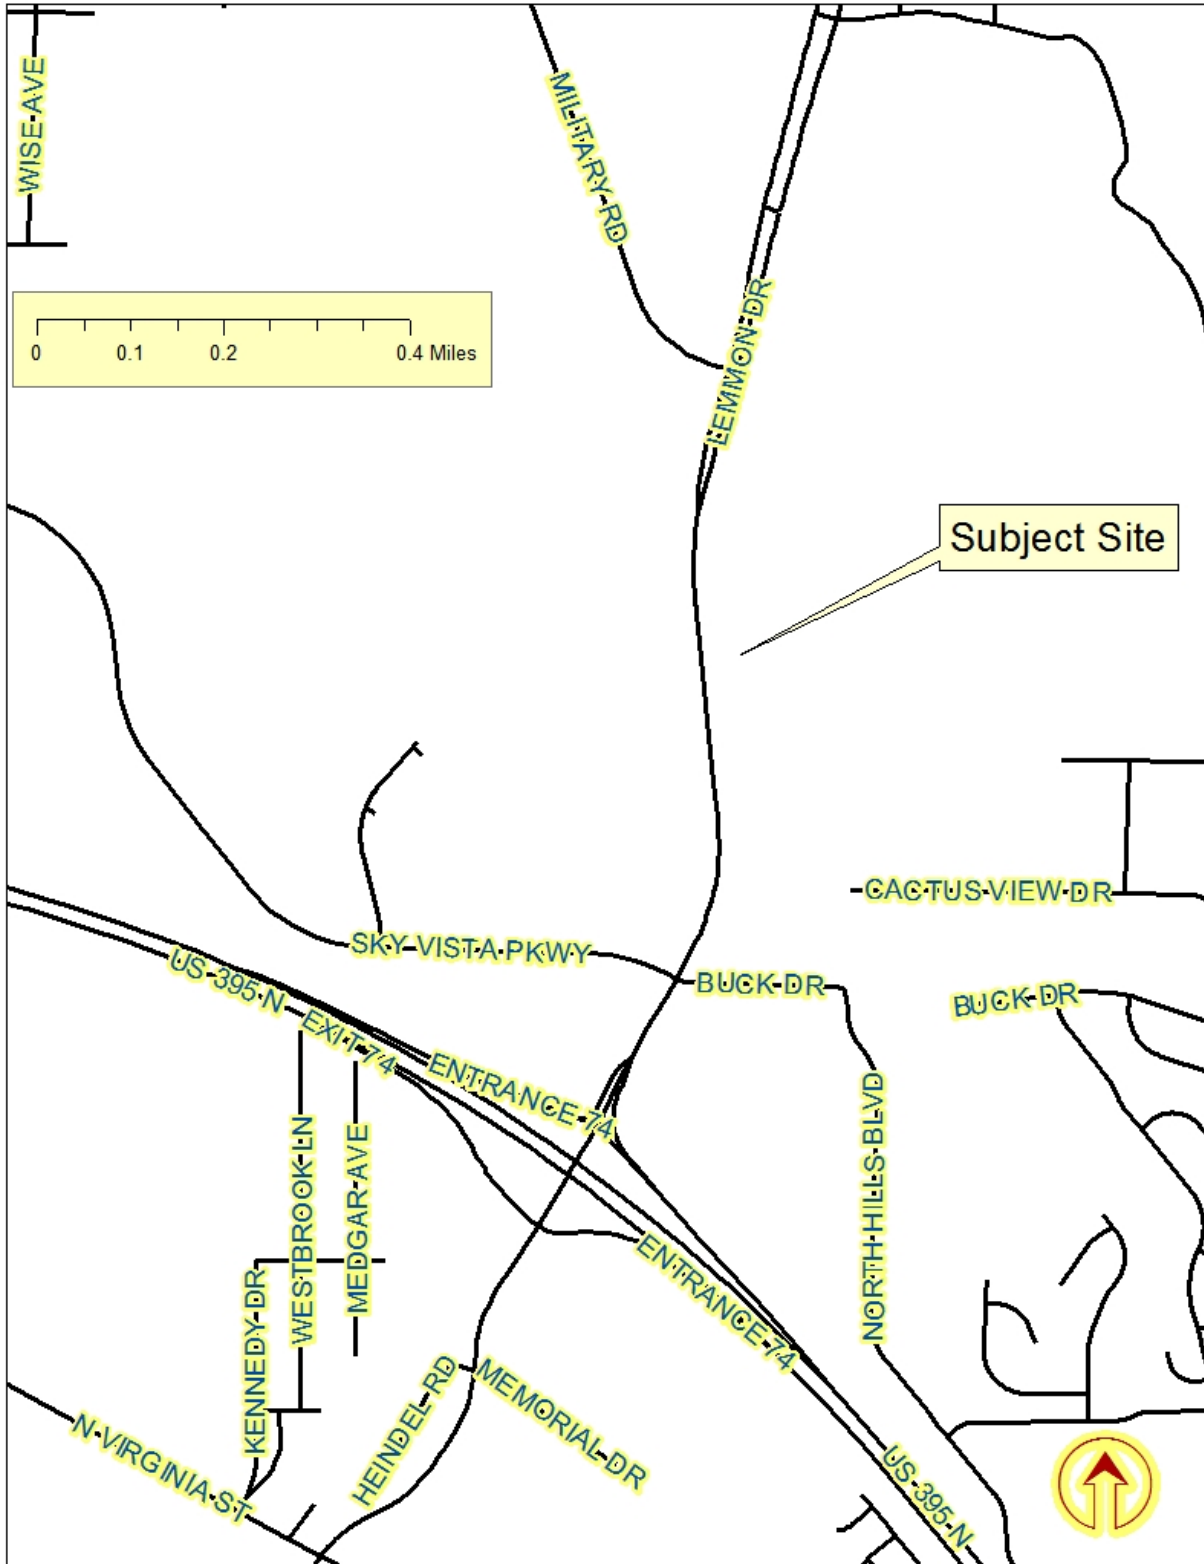 WISE AVE
MILITARY RD
LEMMON DR
0 0.1 0.2 0.4 Miles
Subject Site
CACTUS VIEW DR
SKY VISTA PKWY
BUCK DR
BUCK DR
US 395 N
EXIT 74
ENTRANCE 74
WESTBROOK LN
MEDGAR AVE
NORTH HILLS BLVD
KENNEDY DR
ENTRANCE 74
HEINDEL RD
MEMORIAL DR
N VIRGINIA ST
US 395 N